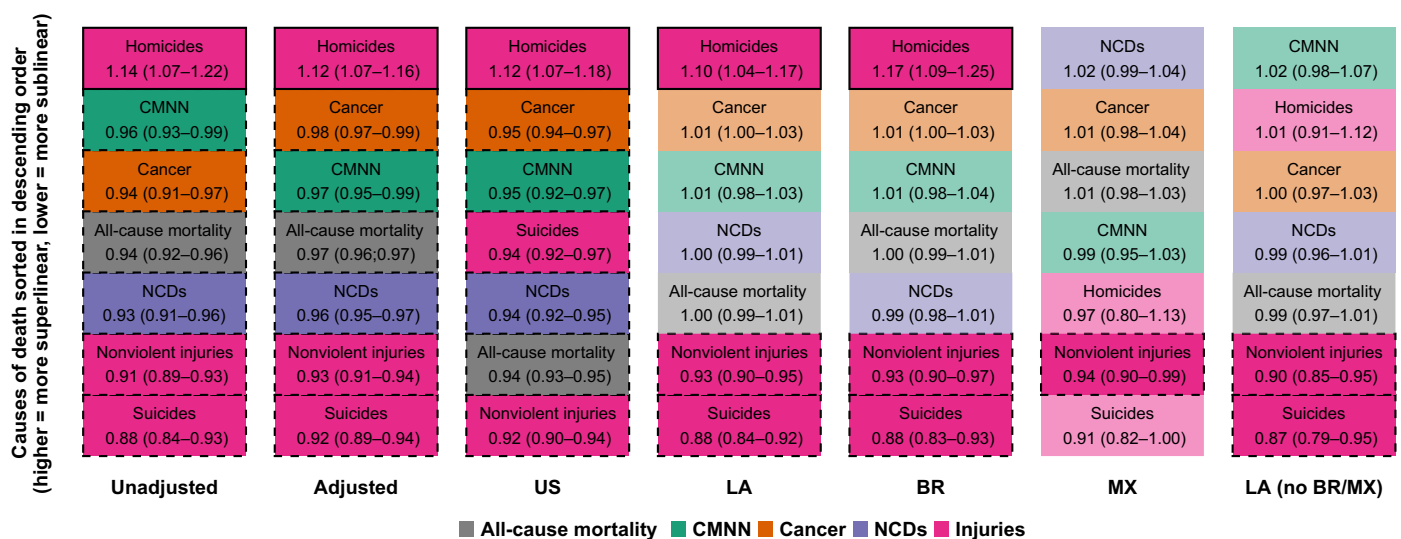 Causes of death sorted in descending order
(higher = more superlinear, lower = more sublinear)
Homicides
1.14 (1.07–1.22)
CMNN
0.96 (0.93–0.99)
Cancer
0.94 (0.91–0.97)
All-cause mortality
0.94 (0.92–0.96)
NCDs
0.93 (0.91–0.96)
Nonviolent injuries
0.91 (0.89–0.93)
Suicides
0.88 (0.84–0.93)
Unadjusted
Homicides
1.12 (1.07–1.16)
Cancer
0.98 (0.97–0.99)
CMNN
0.97 (0.95–0.99)
All-cause mortality
0.97 (0.96;0.97)
NCDs
0.96 (0.95–0.97)
Nonviolent injuries
0.93 (0.91–0.94)
Suicides
0.92 (0.89–0.94)
Adjusted
Homicides
1.12 (1.07–1.18)
Cancer
0.95 (0.94–0.97)
CMNN
0.95 (0.92–0.97)
Suicides
0.94 (0.92–0.97)
NCDs
0.94 (0.92–0.95)
All-cause mortality
0.94 (0.93–0.95)
Nonviolent injuries
0.92 (0.90–0.94)
US
Homicides
1.10 (1.04–1.17)
Cancer
1.01 (1.00–1.03)
CMNN
1.01 (0.98–1.03)
NCDs
1.00 (0.99–1.01)
All-cause mortality
1.00 (0.99–1.01)
Nonviolent injuries
0.93 (0.90–0.95)
Suicides
0.88 (0.84–0.92)
LA
Homicides
1.17 (1.09–1.25)
Cancer
1.01 (1.00–1.03)
CMNN
1.01 (0.98–1.04)
All-cause mortality
1.00 (0.99–1.01)
NCDs
0.99 (0.98–1.01)
Nonviolent injuries
0.93 (0.90–0.97)
Suicides
0.88 (0.83–0.93)
BR
NCDs
1.02 (0.99–1.04)
Cancer
1.01 (0.98–1.04)
All-cause mortality
1.01 (0.98–1.03)
CMNN
0.99 (0.95–1.03)
Homicides
0.97 (0.80–1.13)
Nonviolent injuries
0.94 (0.90–0.99)
Suicides
0.91 (0.82–1.00)
MX
CMNN
1.02 (0.98–1.07)
Homicides
1.01 (0.91–1.12)
Cancer
1.00 (0.97–1.03)
NCDs
0.99 (0.96–1.01)
All-cause mortality
0.99 (0.97–1.01)
Nonviolent injuries
0.90 (0.85–0.95)
Suicides
0.87 (0.79–0.95)
LA (no BR/MX)
All-cause mortality CMNN Cancer NCDs Injuries